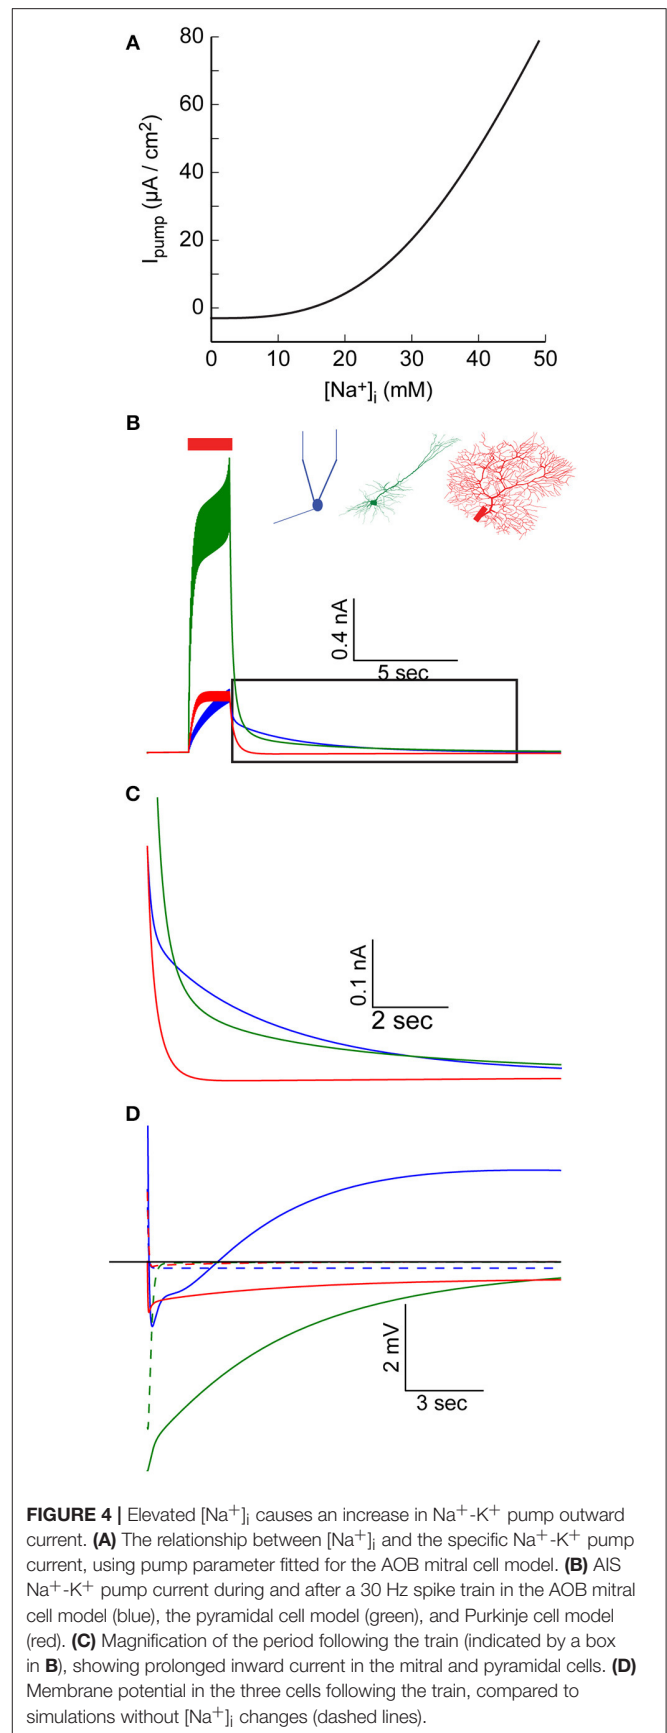 A
80
60
40
20
0
I_pump (µA / cm²)
0 10 20 30 40 50
[Na⁺]ᵢ (mM)
B
0.4 nA
5 sec
C
0.1 nA
2 sec
D
2 mV
3 sec
FIGURE 4 | Elevated [Na⁺]ᵢ causes an increase in Na⁺-K⁺ pump outward
current. (A) The relationship between [Na⁺]ᵢ and the specific Na⁺-K⁺ pump
current, using pump parameter fitted for the AOB mitral cell model. (B) AIS
Na⁺-K⁺ pump current during and after a 30 Hz spike train in the AOB mitral
cell model (blue), the pyramidal cell model (green), and Purkinje cell model
(red). (C) Magnification of the period following the train (indicated by a box
in B), showing prolonged inward current in the mitral and pyramidal cells. (D)
Membrane potential in the three cells following the train, compared to
simulations without [Na⁺]ᵢ changes (dashed lines).